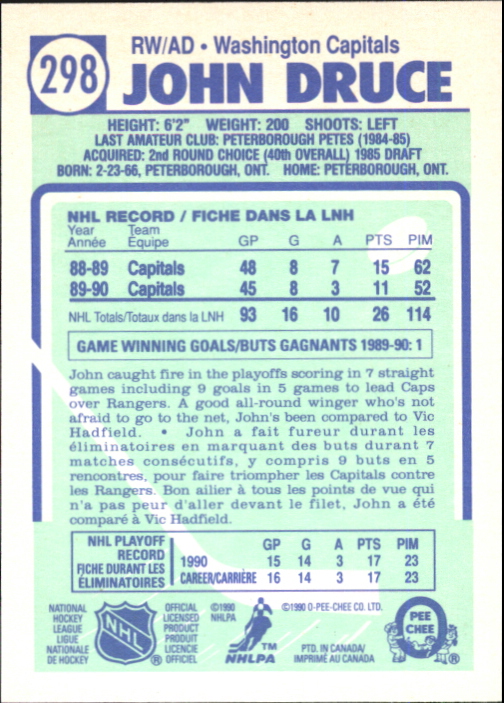 298
RW/AD • Washington Capitals
JOHN DRUCE
HEIGHT: 6'2" WEIGHT: 200 SHOOTS: LEFT
LAST AMATEUR CLUB: PETERBOROUGH PETES (1984-85)
ACQUIRED: 2nd ROUND CHOICE (40th OVERALL) 1985 DRAFT
BORN: 2-23-66, PETERBOROUGH, ONT. HOME: PETERBOROUGH, ONT.
NHL RECORD / FICHE DANS LA LNH
Year Team
Année Equipe GP G A PTS PIM
88-89 Capitals 48 8 7 15 62
89-90 Capitals 45 8 3 11 52
NHL Totals/Totaux dans la LNH 93 16 10 26 114
GAME WINNING GOALS/BUTS GAGNANTS 1989-90: 1
John caught fire in the playoffs scoring in 7 straight
games including 9 goals in 5 games to lead Caps
over Rangers. A good all-round winger who's not
afraid to go to the net, John's been compared to Vic
Hadfield. • John a fait fureur durant les
éliminatoires en marquant des buts durant 7
matches consécutifs, y compris 9 buts en 5
rencontres, pour faire triompher les Capitals contre
les Rangers. Bon ailier à tous les points de vue qui
n'a pas peur d'aller devant le filet, John a été
comparé à Vic Hadfield.
NHL PLAYOFF
RECORD
FICHE DURANT LES
ÉLIMINATOIRES
GP G A PTS PIM
1990 15 14 3 17 23
CAREER/CARRIÈRE 16 14 3 17 23
NATIONAL
HOCKEY
LEAGUE
LIGUE
NATIONALE
DE HOCKEY
NHL
®
OFFICIAL
LICENSED
PRODUCT
PRODUIT
LICENCIE
OFFICIEL
©1990
NHLPA
TM
NHLPA
©1990 O-PEE-CHEE CO. LTD.
PTD. IN CANADA/
IMPRIMÉ AU CANADA
PEE
CHEE
®